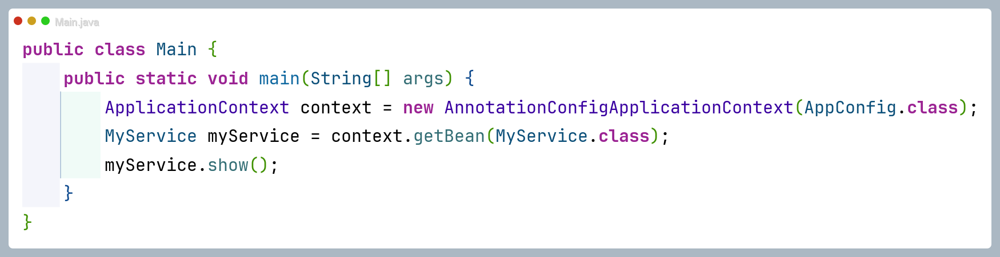 Main.java
public class Main {
    public static void main(String[] args) {
        ApplicationContext context = new AnnotationConfigApplicationContext(AppConfig.class);
        MyService myService = context.getBean(MyService.class);
        myService.show();
    }
}